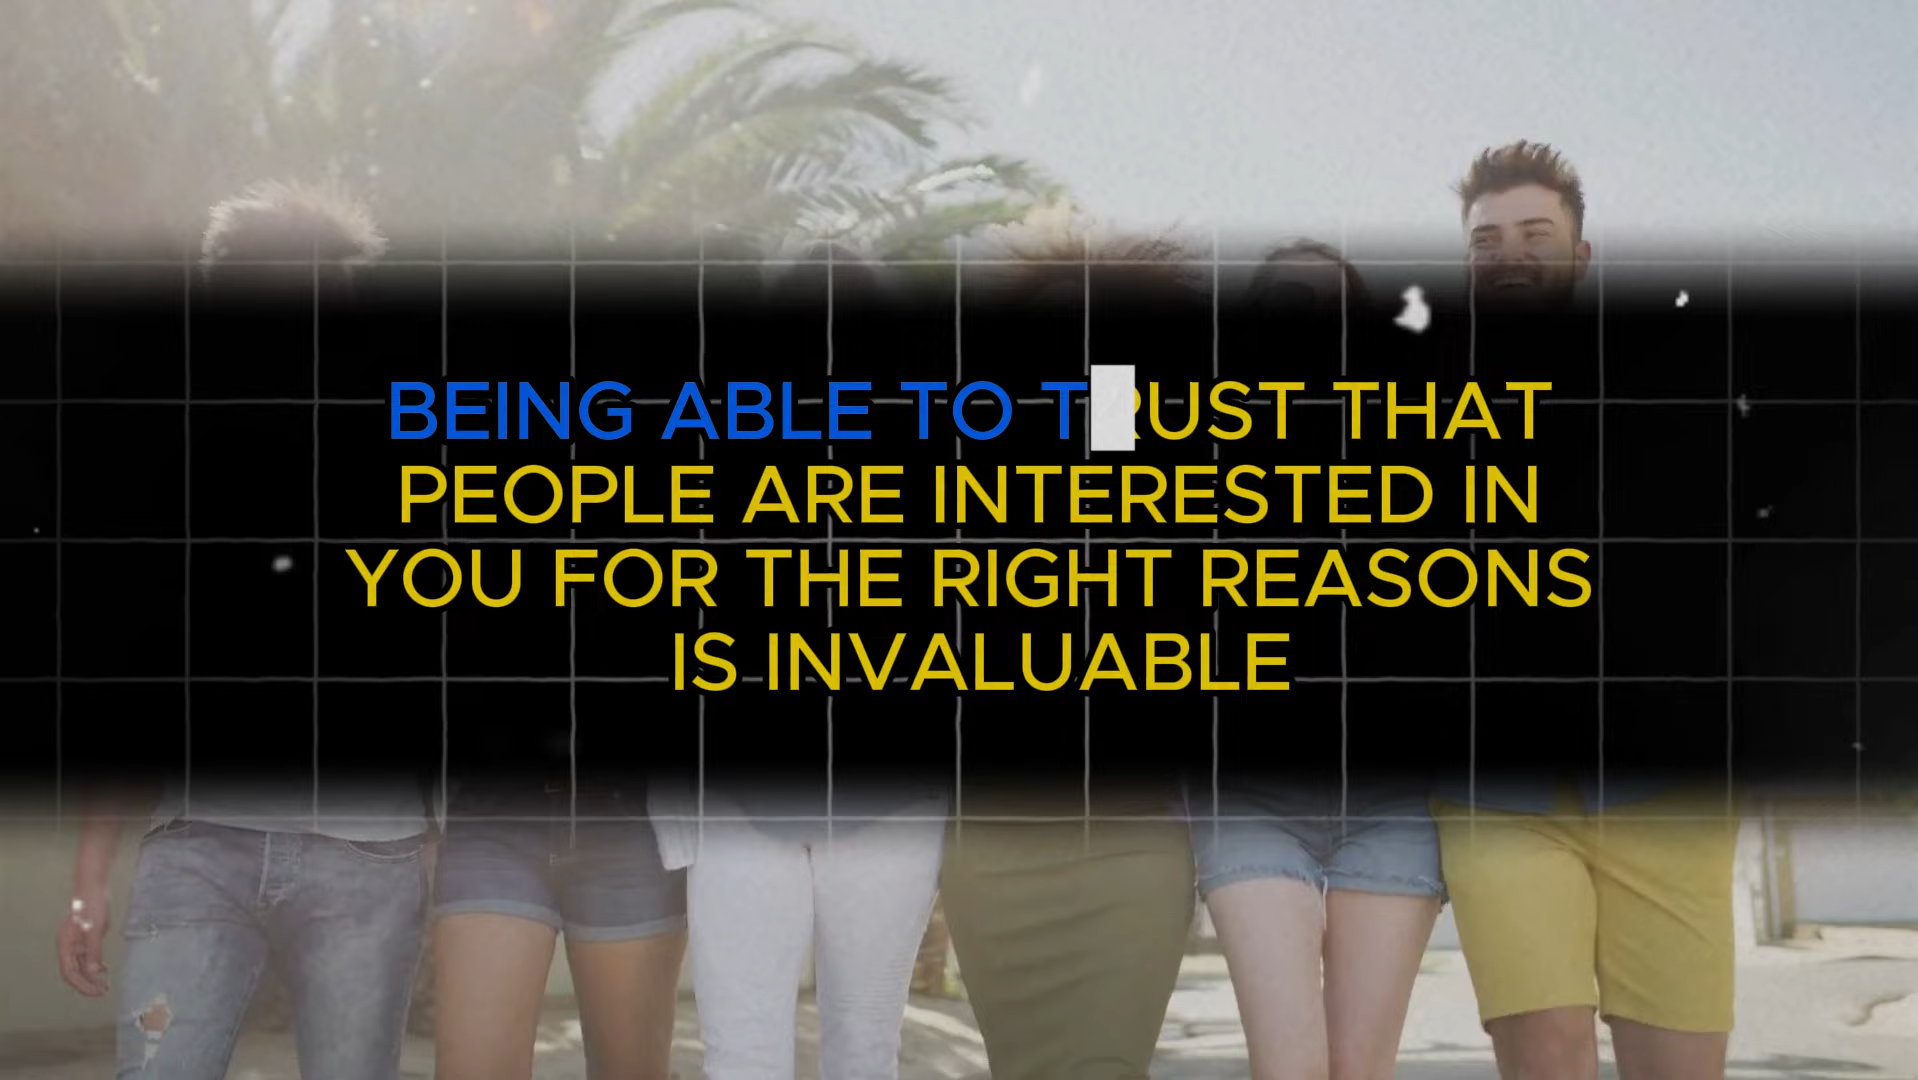 BEING ABLE TO TRUST THAT
PEOPLE ARE INTERESTED IN
YOU FOR THE RIGHT REASONS
IS INVALUABLE